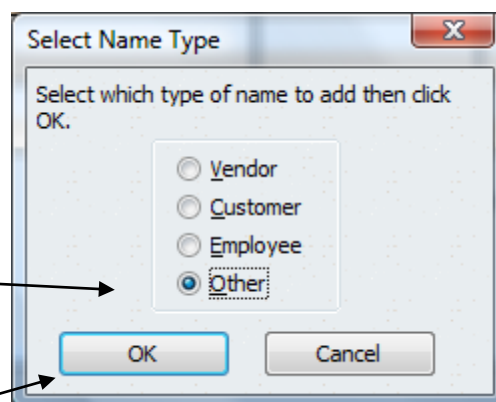 Select Name Type
Select which type of name to add then click
OK.
Vendor
Customer
Employee
Other
OK
Cancel